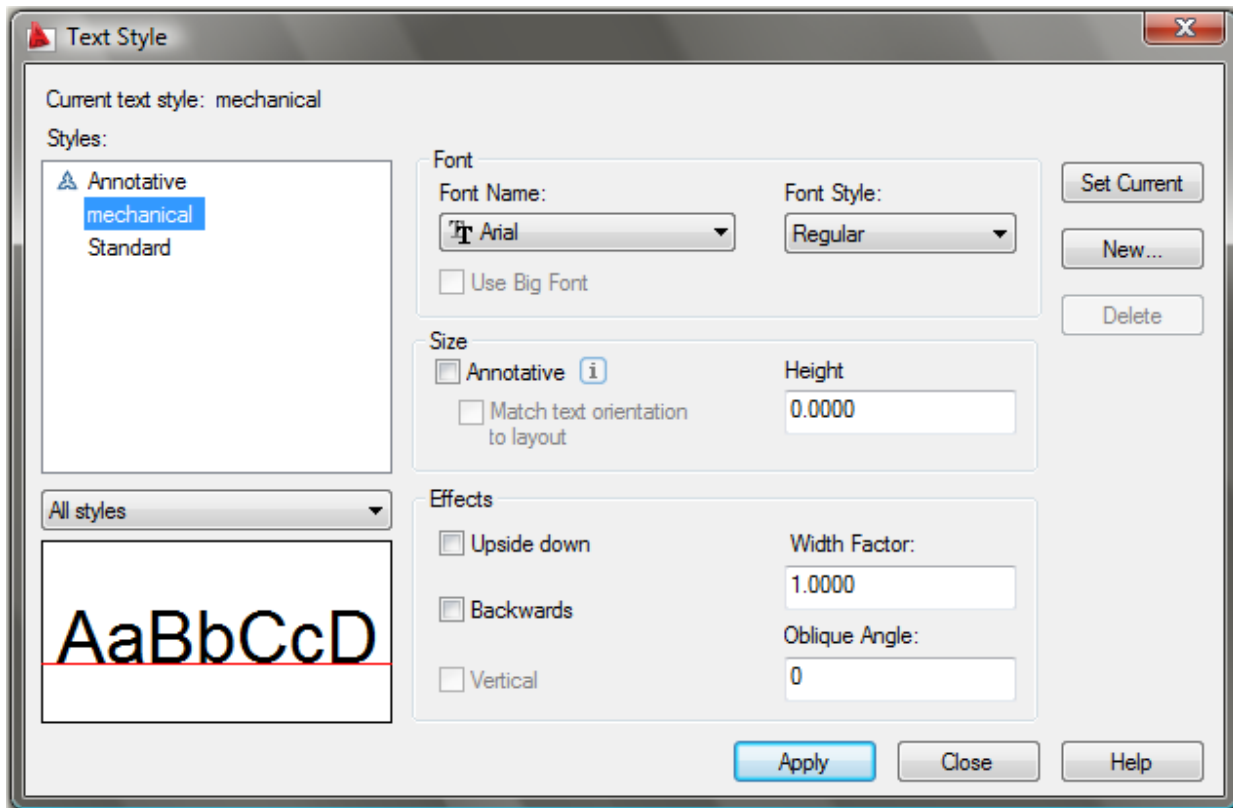 Text Style
X
Current text style: mechanical
Styles:
Annotative
mechanical
Standard
All styles
AaBbCcD
Font
Font Name:
Arial
Font Style:
Regular
Use Big Font
Size
Annotative i
Match text orientation
to layout
Height
0.0000
Effects
Upside down
Backwards
Vertical
Width Factor:
1.0000
Oblique Angle:
0
Set Current
New...
Delete
Apply
Close
Help